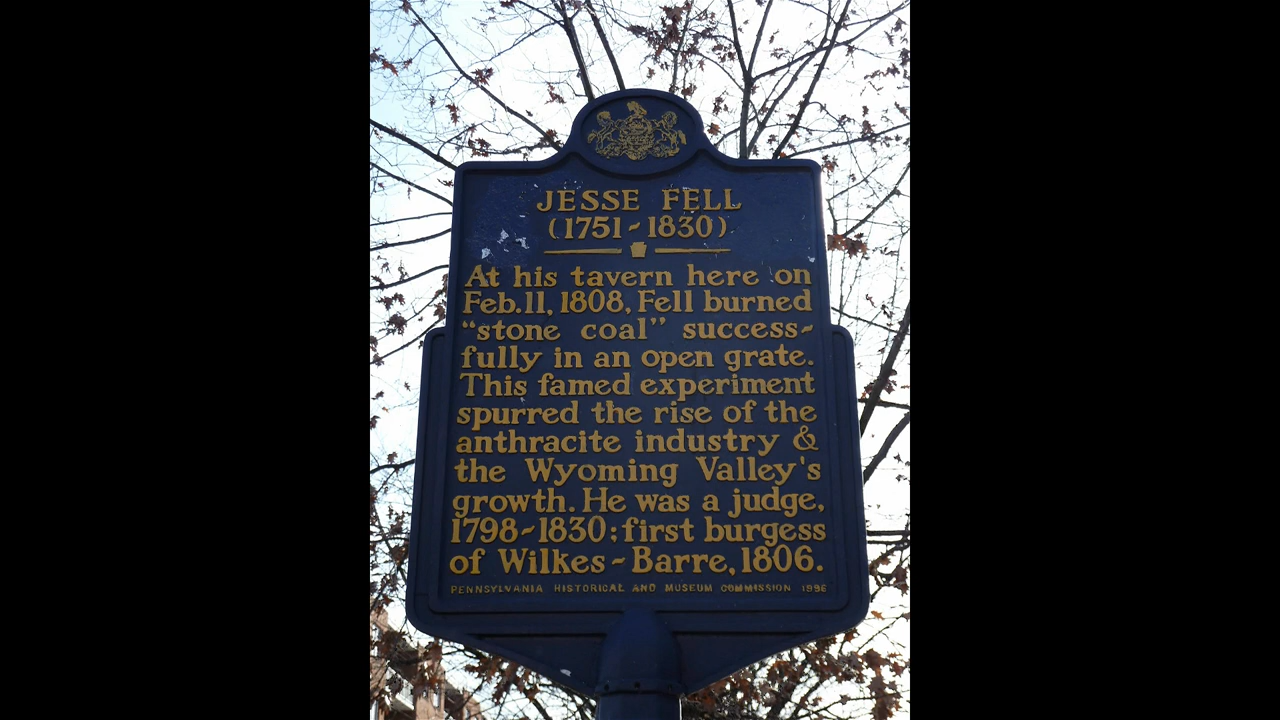 JESSE FELL
(1751-1830)
At his tavern here on
Feb.11, 1808, Fell burned
"stone coal" success-
fully in an open grate.
This famed experiment
spurred the rise of the
anthracite industry &
the Wyoming Valley's
growth. He was a judge,
1798-1830; first burgess
of Wilkes-Barre, 1806.
PENNSYLVANIA HISTORICAL AND MUSEUM COMMISSION 1996